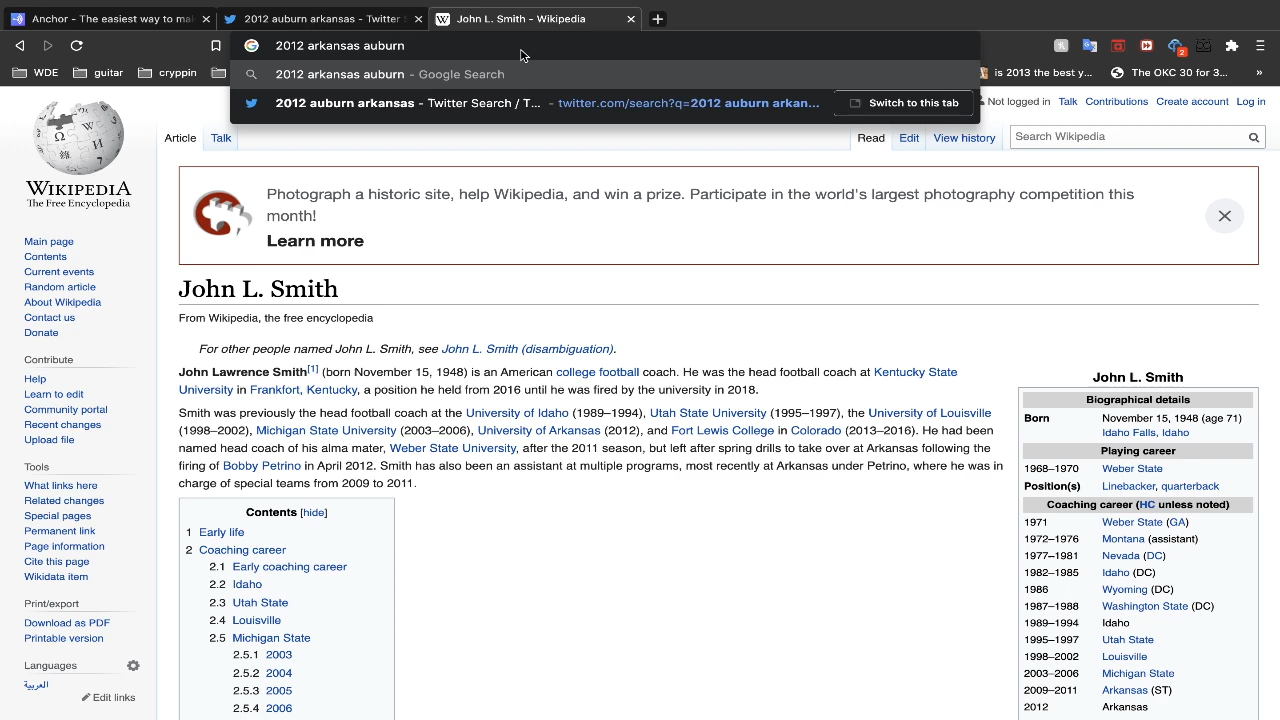 Anchor - The easiest way to mal
2012 auburn arkansas - Twitter S
John L. Smith - Wikipedia
2012 arkansas auburn
2
WDE
guitar
cryppin
is 2013 the best y...
The OKC 30 for 3...
»
2012 arkansas auburn - Google Search
2012 auburn arkansas - Twitter Search / T... - twitter.com/search?q=2012 auburn arkan...
Switch to this tab
Not logged in Talk Contributions Create account Log in
Article Talk
Read Edit View history
Search Wikipedia
WIKIPEDIA
The Free Encyclopedia
Main page
Contents
Current events
Random article
About Wikipedia
Contact us
Donate
Contribute
Help
Learn to edit
Community portal
Recent changes
Upload file
Tools
What links here
Related changes
Special pages
Permanent link
Page information
Cite this page
Wikidata item
Print/export
Download as PDF
Printable version
Languages
العربية
Edit links
Photograph a historic site, help Wikipedia, and win a prize. Participate in the world's largest photography competition this
month!
Learn more
John L. Smith
From Wikipedia, the free encyclopedia
For other people named John L. Smith, see John L. Smith (disambiguation).
John Lawrence Smith[1] (born November 15, 1948) is an American college football coach. He was the head football coach at Kentucky State
University in Frankfort, Kentucky, a position he held from 2016 until he was fired by the university in 2018.
Smith was previously the head football coach at the University of Idaho (1989–1994), Utah State University (1995–1997), the University of Louisville
(1998–2002), Michigan State University (2003–2006), University of Arkansas (2012), and Fort Lewis College in Colorado (2013–2016). He had been
named head coach of his alma mater, Weber State University, after the 2011 season, but left after spring drills to take over at Arkansas following the
firing of Bobby Petrino in April 2012. Smith has also been an assistant at multiple programs, most recently at Arkansas under Petrino, where he was in
charge of special teams from 2009 to 2011.
Contents [hide]
1 Early life
2 Coaching career
2.1 Early coaching career
2.2 Idaho
2.3 Utah State
2.4 Louisville
2.5 Michigan State
2.5.1 2003
2.5.2 2004
2.5.3 2005
2.5.4 2006
John L. Smith
Biographical details
Born November 15, 1948 (age 71)
Idaho Falls, Idaho
Playing career
1968–1970 Weber State
Position(s) Linebacker, quarterback
Coaching career (HC unless noted)
1971 Weber State (GA)
1972–1976 Montana (assistant)
1977–1981 Nevada (DC)
1982–1985 Idaho (DC)
1986 Wyoming (DC)
1987–1988 Washington State (DC)
1989–1994 Idaho
1995–1997 Utah State
1998–2002 Louisville
2003–2006 Michigan State
2009–2011 Arkansas (ST)
2012 Arkansas